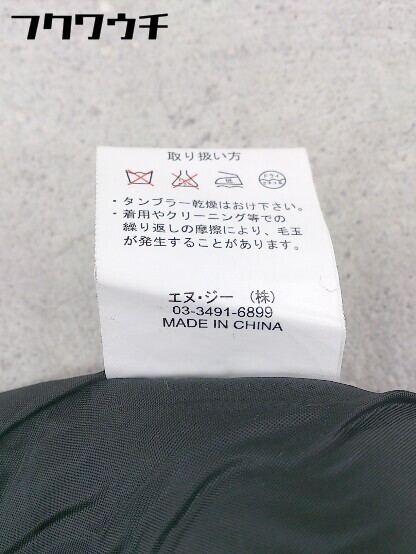 フクワウチ
取り扱い方
・タンブラー乾燥はおけ下さい。
・着用やクリーニング等での
繰り返しの摩擦により、毛玉
が発生することがあります。
エヌ・ジー (株)
03-3491-6899
MADE IN CHINA